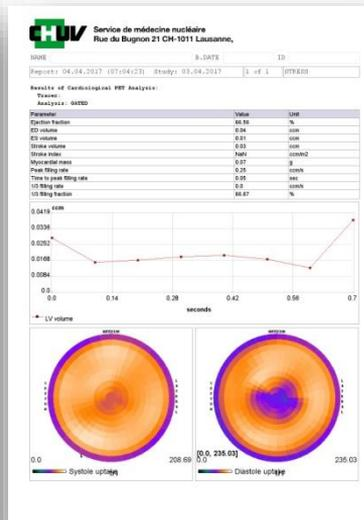 CHUV
Service de médecine nucléaire
Rue du Bugnon 21 CH-1011 Lausanne,
NAME B.DATE ID
Report: 04.04.2017 (07:04:23) Study: 03.04.2017 1 of 1 STRESS
Results of Cardiological PET Analysis:
Tracer:
Analysis: GATED
Parameter Value Unit
Ejection fraction 66.56 %
ED volume 0.04 ccm
ES volume 0.01 ccm
Stroke volume 0.03 ccm
Stroke index NaN ccm/m2
Myocardial mass 0.07 g
Peak filling rate 0.25 ccm/s
Time to peak filling rate 0.05 sec
1/3 filling rate 0.0 ccm/s
1/3 filling fraction 66.67 %
ccm
0.0419
0.0336
0.0252
0.0168
0.0084
0.0
0.0 0.14 0.28 0.42 0.56 0.7
seconds
LV volume
[0.0, 235.03]
0.0 208.69 0.0 235.03
Systole uptake Diastole uptake